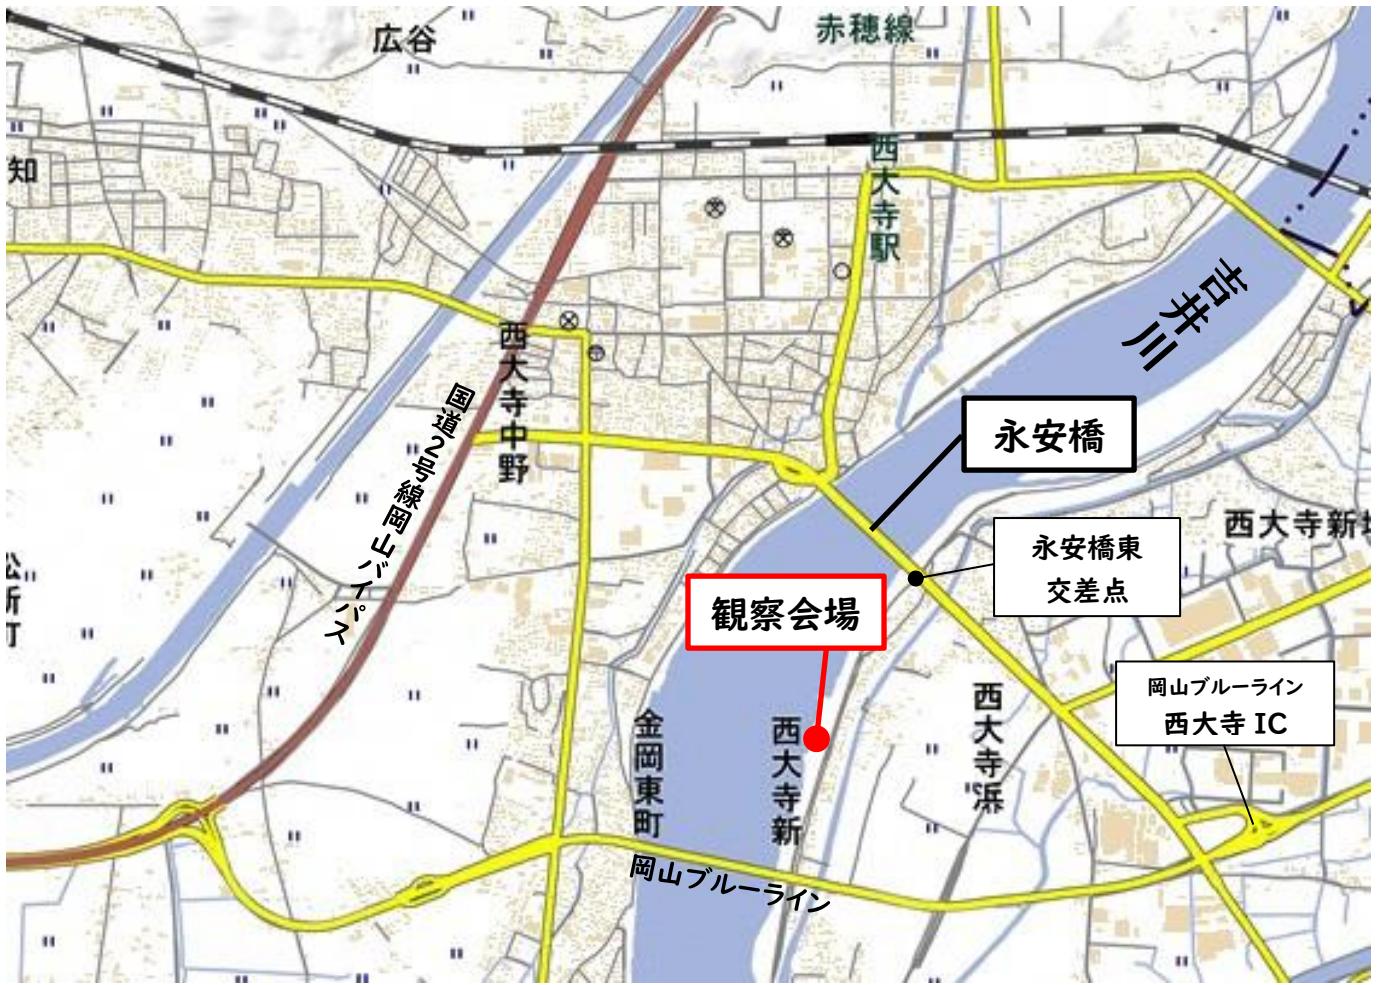 広谷
赤穂線
知
西大寺駅
吉井川
西大寺中野
国道2号線岡山バイパス
永安橋
西大寺新
永安橋東
交差点
松新町
観察会場
岡山ブルーライン
西大寺 IC
西大寺浜
金岡東町
西大寺新
岡山ブルーライン